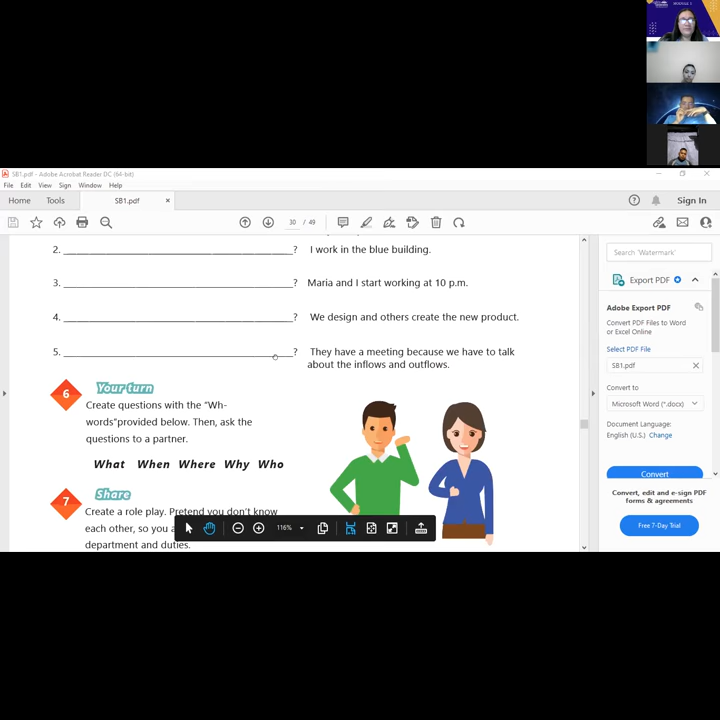 MODULE 1
SB1.pdf - Adobe Acrobat Reader DC (64-bit)
File Edit View Sign Window Help
Home Tools SB1.pdf × Sign In
30 / 49
2. ____________________? I work in the blue building.
3. ____________________? Maria and I start working at 10 p.m.
4. ____________________? We design and others create the new product.
5. ____________________? They have a meeting because we have to talk
about the inflows and outflows.
6 Your turn
Create questions with the "Wh-
words"provided below. Then, ask the
questions to a partner.
What When Where Why Who
7 Share
Create a role play. Pretend you don't know
each other, so you a
department and duties.
116%
Search 'Watermark'
Export PDF
Adobe Export PDF
Convert PDF Files to Word
or Excel Online
Select PDF File
SB1.pdf
Convert to
Microsoft Word (*.docx)
Document Language:
English (U.S.) Change
Convert
Convert, edit and e-sign PDF
forms & agreements
Free 7-Day Trial